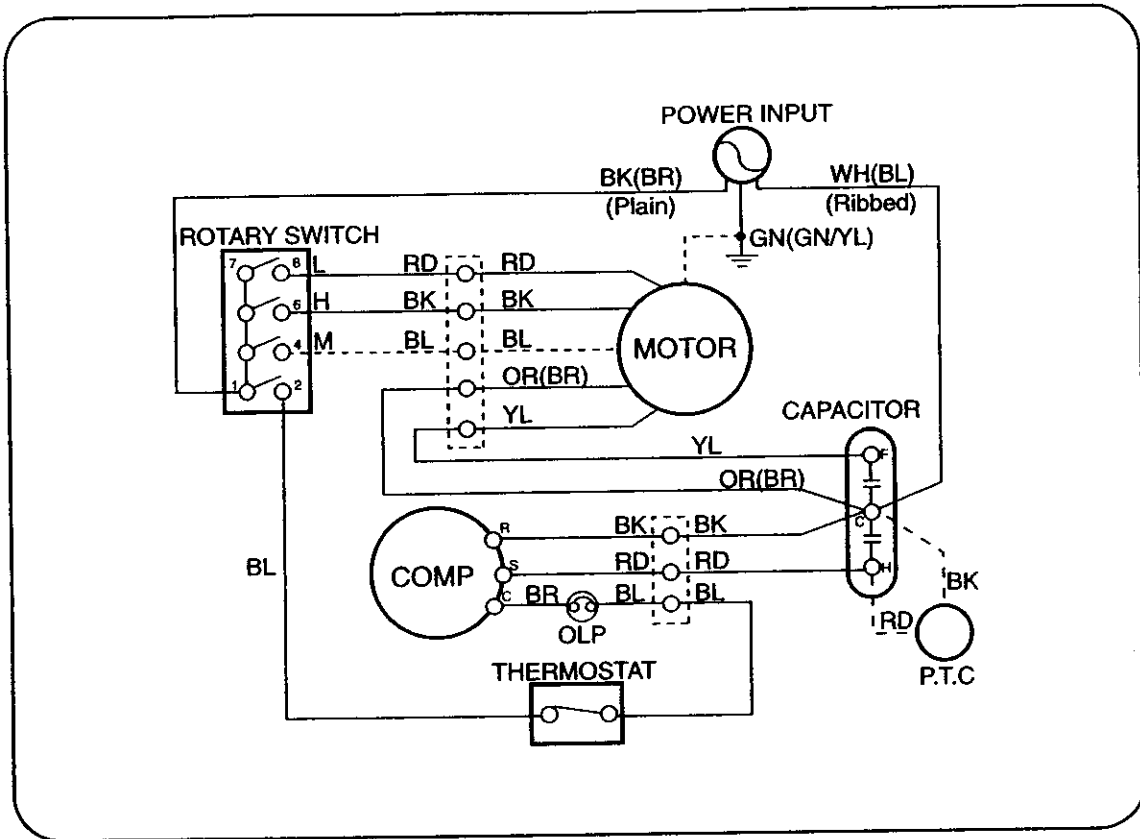 POWER INPUT
BK(BR)
(Plain)
WH(BL)
(Ribbed)
ROTARY SWITCH
GN(GN/YL)
7 8 L RD RD
6 H BK BK
4 M BL BL
MOTOR
1 2
OR(BR)
YL
CAPACITOR
YL
F
OR(BR)
C
R BK BK
COMP
S RD RD
H
BL
C BR BL BL
OLP
BK
RD
P.T.C
THERMOSTAT